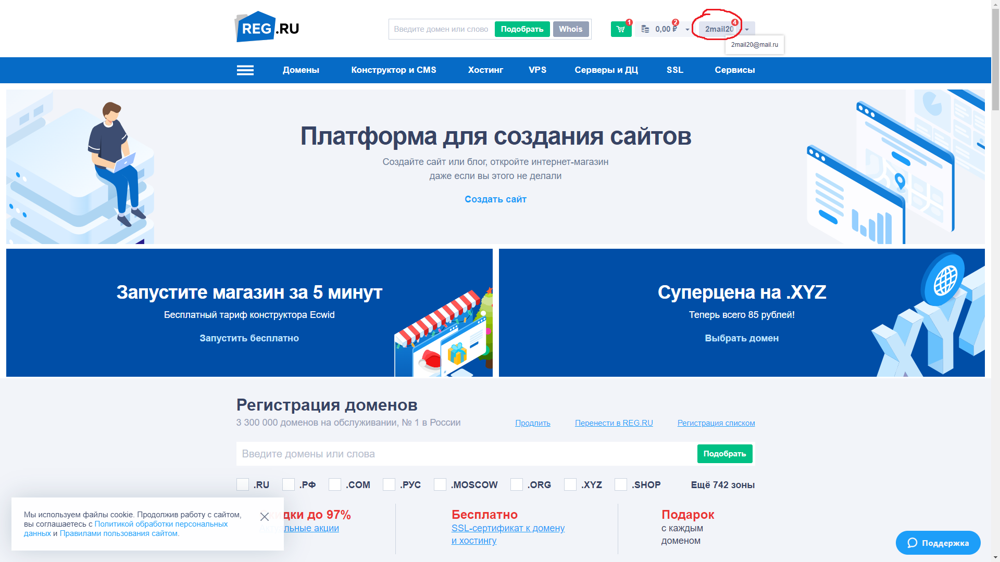 REG.RU
Введите домен или слово
Подобрать
Whois
1
0,00 ₽
2
2mail20
4
2mail20@mail.ru
Домены
Конструктор и CMS
Хостинг
VPS
Серверы и ДЦ
SSL
Сервисы
Платформа для создания сайтов
Создайте сайт или блог, откройте интернет-магазин
даже если вы этого не делали
Создать сайт
Запустите магазин за 5 минут
Бесплатный тариф конструктора Ecwid
Запустить бесплатно
Суперцена на .XYZ
Теперь всего 85 рублей!
Выбрать домен
XYZ
Регистрация доменов
3 300 000 доменов на обслуживании, № 1 в России
Продлить
Перенести в REG.RU
Регистрация списком
Введите домены или слова
Подобрать
.RU
.РФ
.COM
.РУС
.MOSCOW
.ORG
.XYZ
.SHOP
Ещё 742 зоны
Скидки до 97%
Актуальные акции
Бесплатно
SSL-сертификат к домену
и хостингу
Подарок
с каждым
доменом
Мы используем файлы cookie. Продолжив работу с сайтом,
вы соглашаетесь с Политикой обработки персональных
данных и Правилами пользования сайтом.
Поддержка